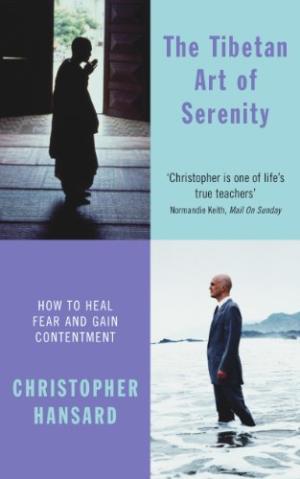 The Tibetan
Art of
Serenity
‘Christopher is one of life’s
true teachers’
Normandie Keith, Mail On Sunday
HOW TO HEAL
FEAR AND GAIN
CONTENTMENT
CHRISTOPHER
HANSARD